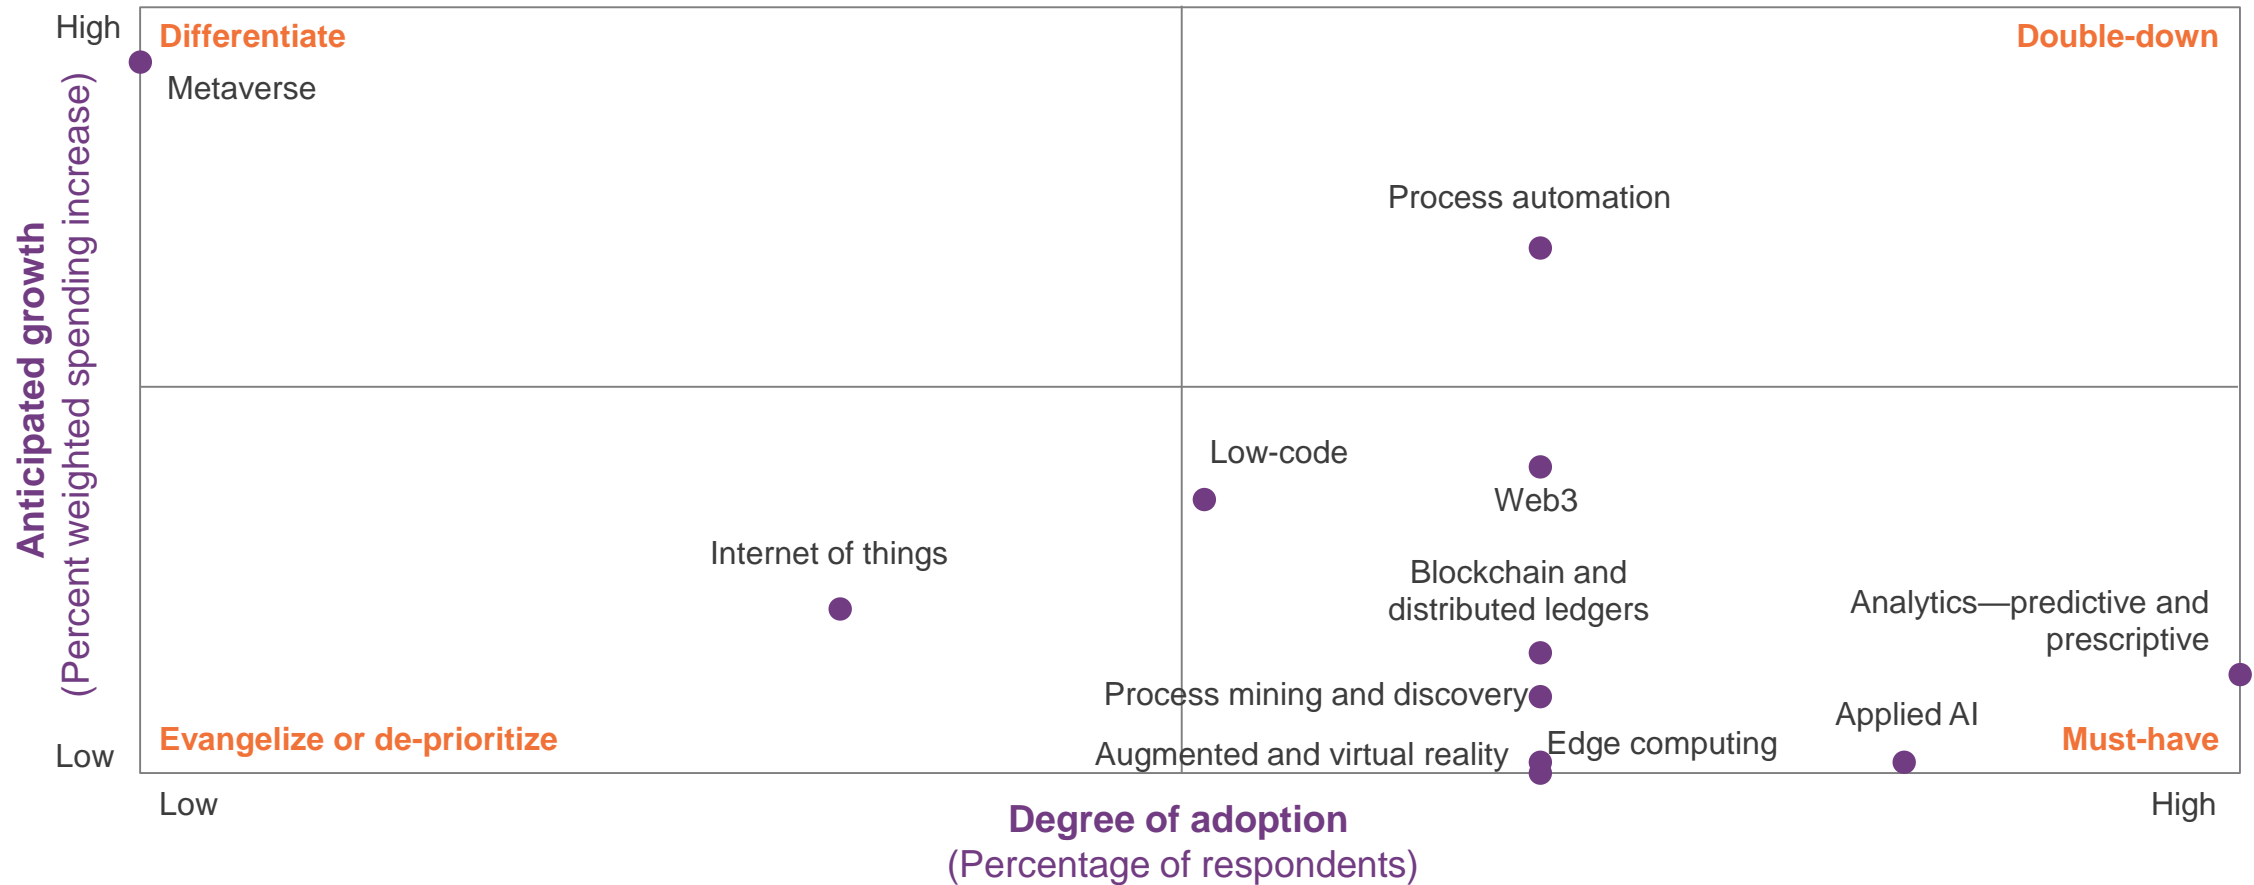 High
Differentiate
Double-down
Metaverse
Process automation
Anticipated growth
(Percent weighted spending increase)
Low-code
Web3
Internet of things
Blockchain and
distributed ledgers
Analytics—predictive and
prescriptive
Process mining and discovery
Applied AI
Evangelize or de-prioritize
Edge computing
Must-have
Low
Augmented and virtual reality
Low
High
Degree of adoption
(Percentage of respondents)